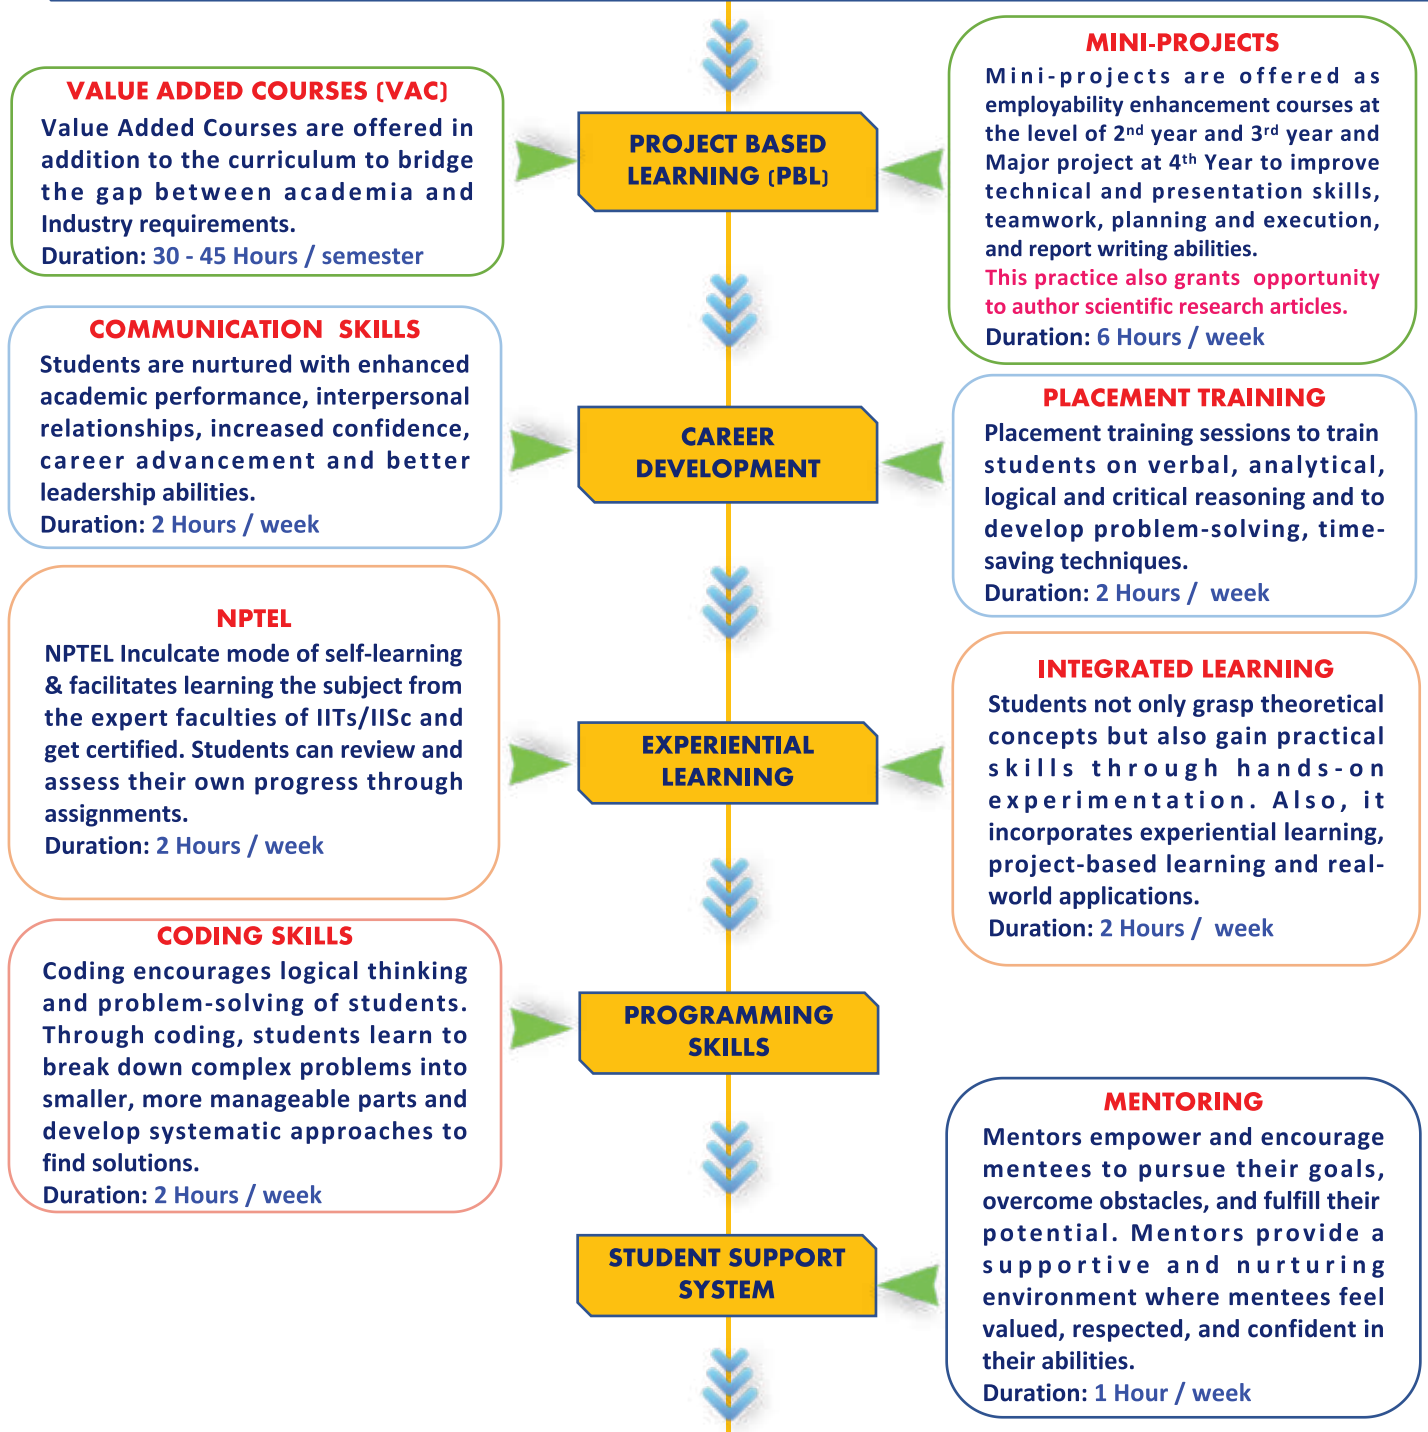 VALUE ADDED COURSES (VAC)
Value Added Courses are offered in
addition to the curriculum to bridge
the gap between academia and
Industry requirements.
Duration: 30 - 45 Hours / semester
PROJECT BASED
LEARNING (PBL)
MINI-PROJECTS
Mini-projects are offered as
employability enhancement courses at
the level of 2nd year and 3rd year and
Major project at 4th Year to improve
technical and presentation skills,
teamwork, planning and execution,
and report writing abilities.
This practice also grants opportunity
to author scientific research articles.
Duration: 6 Hours / week
COMMUNICATION SKILLS
Students are nurtured with enhanced
academic performance, interpersonal
relationships, increased confidence,
career advancement and better
leadership abilities.
Duration: 2 Hours / week
CAREER
DEVELOPMENT
PLACEMENT TRAINING
Placement training sessions to train
students on verbal, analytical,
logical and critical reasoning and to
develop problem-solving, time-
saving techniques.
Duration: 2 Hours / week
NPTEL
NPTEL Inculcate mode of self-learning
& facilitates learning the subject from
the expert faculties of IITs/IISc and
get certified. Students can review and
assess their own progress through
assignments.
Duration: 2 Hours / week
EXPERIENTIAL
LEARNING
INTEGRATED LEARNING
Students not only grasp theoretical
concepts but also gain practical
skills through hands-on
experimentation. Also, it
incorporates experiential learning,
project-based learning and real-
world applications.
Duration: 2 Hours / week
CODING SKILLS
Coding encourages logical thinking
and problem-solving of students.
Through coding, students learn to
break down complex problems into
smaller, more manageable parts and
develop systematic approaches to
find solutions.
Duration: 2 Hours / week
PROGRAMMING
SKILLS
STUDENT SUPPORT
SYSTEM
MENTORING
Mentors empower and encourage
mentees to pursue their goals,
overcome obstacles, and fulfill their
potential. Mentors provide a
supportive and nurturing
environment where mentees feel
valued, respected, and confident in
their abilities.
Duration: 1 Hour / week